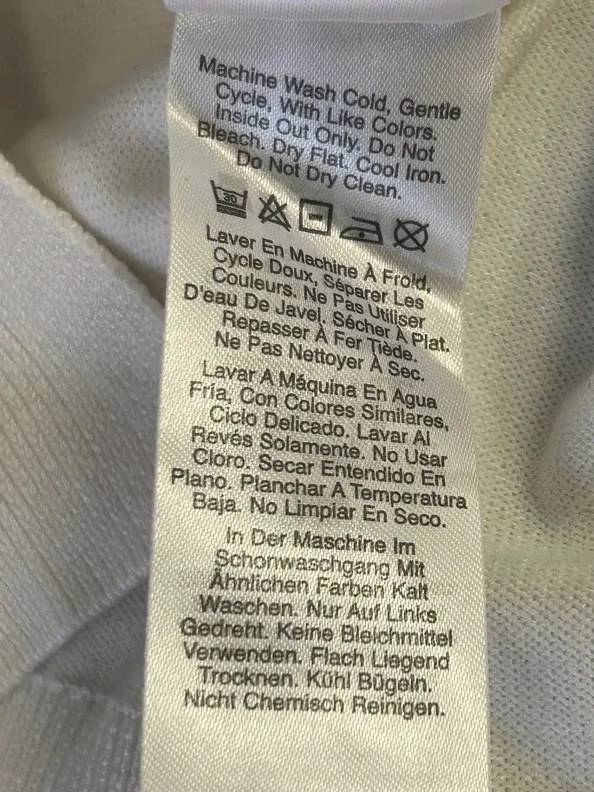 Machine Wash Cold, Gentle
Cycle, With Like Colors.
Inside Out Only. Do Not
Bleach. Dry Flat. Cool Iron.
Do Not Dry Clean.
30
Laver En Machine À Froid,
Cycle Doux, Séparer Les
Couleurs. Ne Pas Utiliser
D'eau De Javel. Sécher À Plat.
Repasser À Fer Tiède.
Ne Pas Nettoyer À Sec.
Lavar A Máquina En Agua
Fría, Con Colores Similares,
Ciclo Delicado. Lavar Al
Revés Solamente. No Usar
Cloro. Secar Entendido En
Plano. Planchar A Temperatura
Baja. No Limpiar En Seco.
In Der Maschine Im
Schonwaschgang Mit
Ähnlichen Farben Kalt
Waschen. Nur Auf Links
Gedreht. Keine Bleichmittel
Verwenden. Flach Liegend
Trocknen. Kühl Bügeln.
Nicht Chemisch Reinigen.